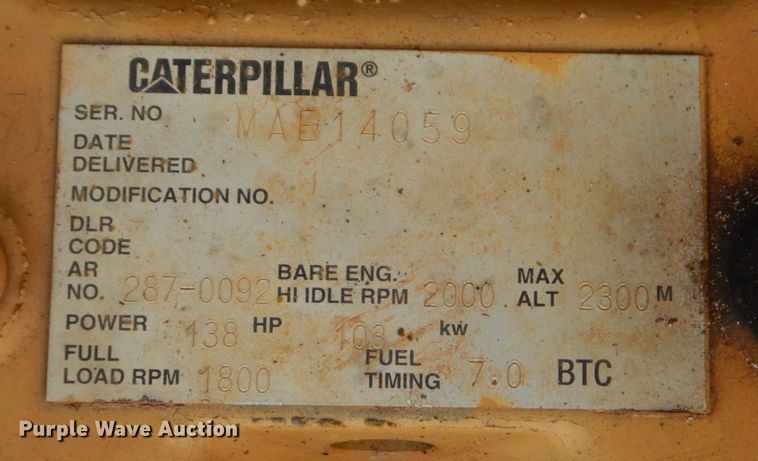 CATERPILLAR®
SER. NO MAE14059
DATE
DELIVERED
MODIFICATION NO.
DLR
CODE
AR
NO. 287-0092 BARE ENG. HI IDLE RPM 2000 MAX ALT 2300 M
POWER 138 HP 103 kw
FULL
LOAD RPM 1800 FUEL TIMING 7.0 BTC
Purple Wave Auction